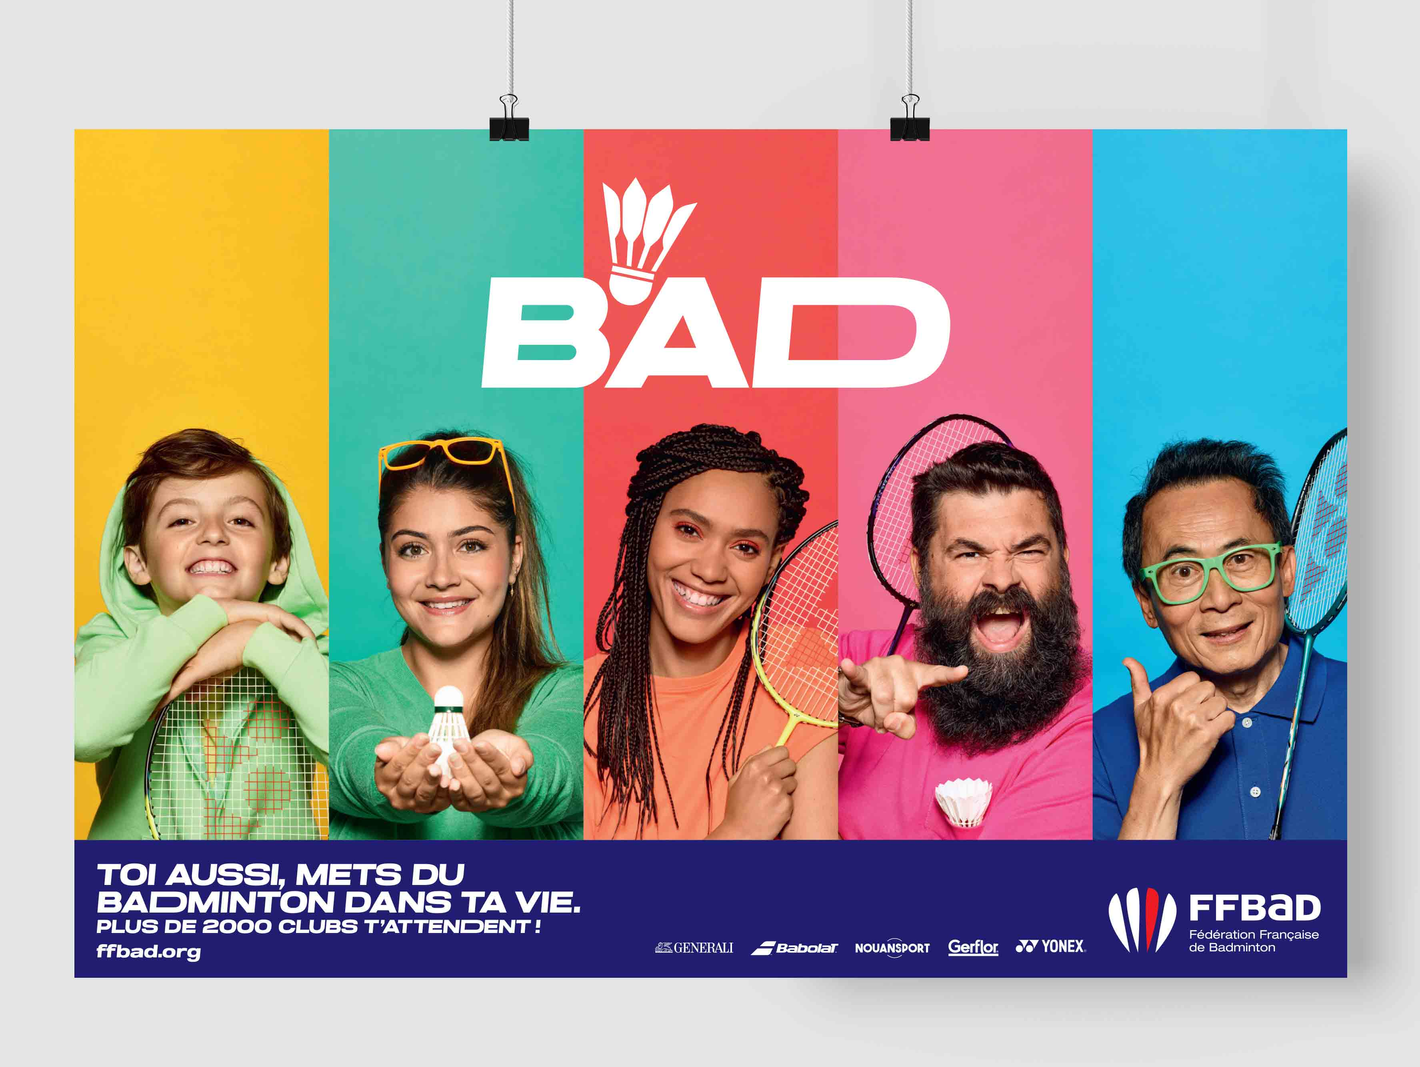 BAD
TOI AUSSI, METS DU
BADMINTON DANS TA VIE.
PLUS DE 2000 CLUBS T'ATTENDENT !
ffbad.org
GENERALI
Babolat
NOUANSPORT
Gerflor
YONEX
FFBaD
Fédération Française
de Badminton